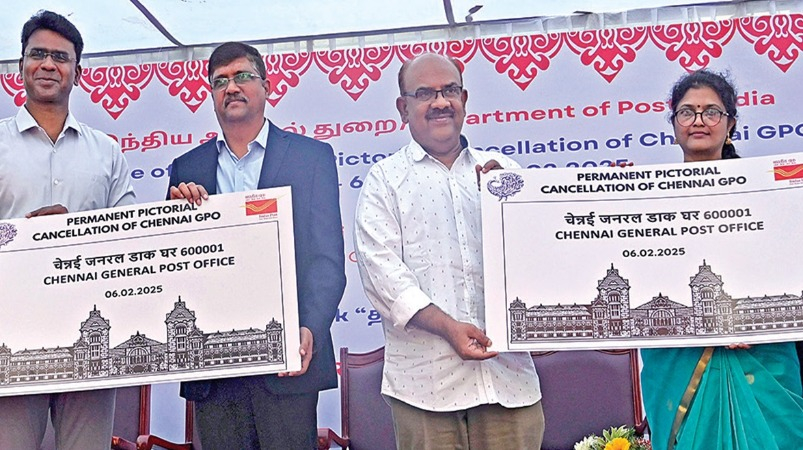 இந்திய
துறை/Department of Posts, India
Cancellation of Chennai GPO
PERMANENT PICTORIAL
CANCELLATION OF CHENNAI GPO
चेन्नई जनरल डाक घर 600001
CHENNAI GENERAL POST OFFICE
06.02.2025
PERMANENT PICTORIAL
CANCELLATION OF CHENNAI GPO
चेन्नई जनरल डाक घर 600001
CHENNAI GENERAL POST OFFICE
06.02.2025